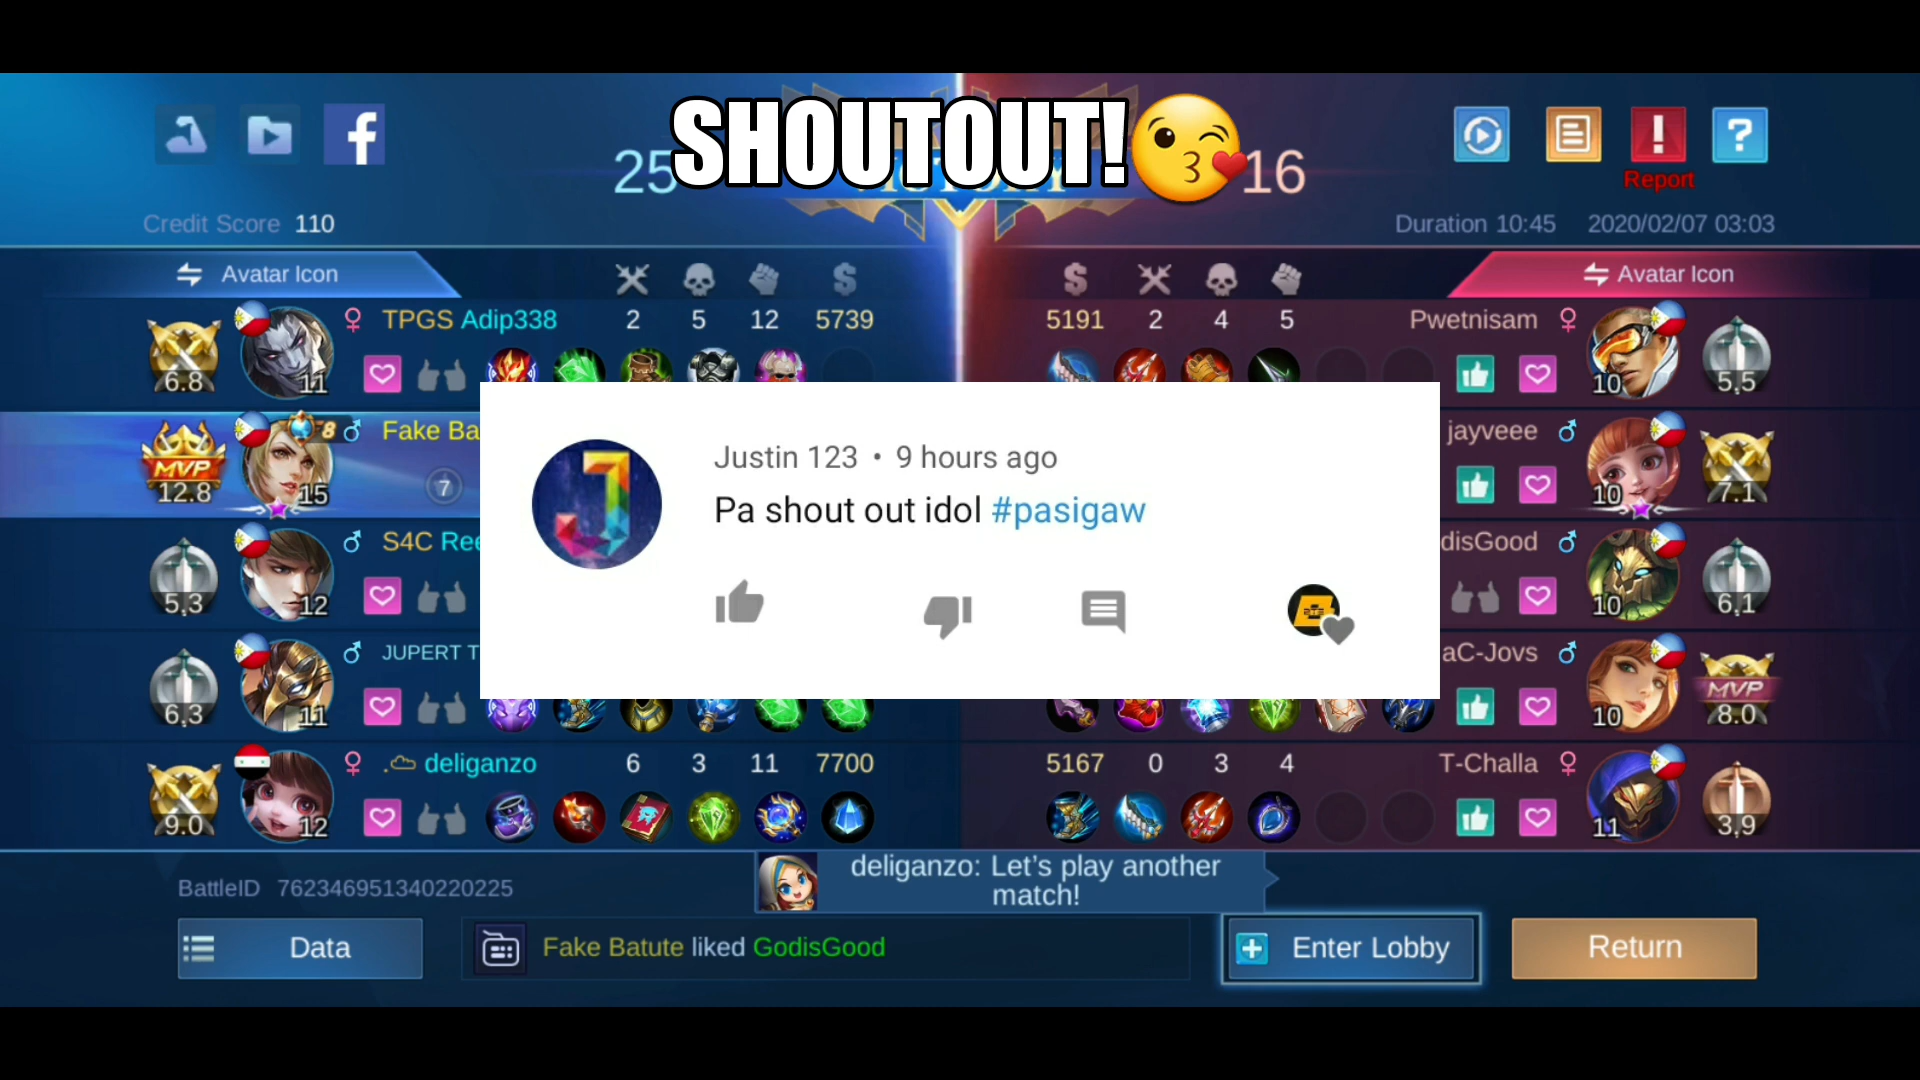 SHOUTOUT!
25
16
Report
Credit Score 110
Duration 10:45 2020/02/07 03:03
Avatar Icon
Avatar Icon
TPGS Adip338 2 5 12 5739
6.8
11
5191 2 4 5 Pwetnisam
10
5.5
8
Fake Ba
MVP
12.8
15
7
jayveee
10
7.1
S4C Ree
5.3
12
disGood
10
6.1
JUPERT T
6.3
11
aC-Jovs
10
MVP
8.0
Justin 123 • 9 hours ago
Pa shout out idol #pasigaw
deliganzo 6 3 11 7700
9.0
12
5167 0 3 4 T-Challa
11
3.9
deliganzo: Let's play another
match!
BattleID 762346951340220225
Data
Fake Batute liked GodisGood
Enter Lobby
Return